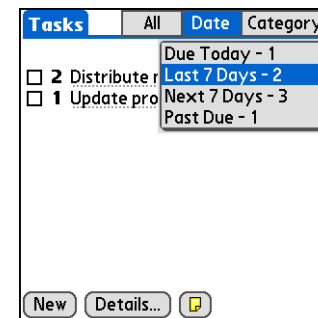 Tasks All Date Category
Due Today - 1
Last 7 Days - 2
Next 7 Days - 3
Past Due - 1
2 Distribute
1 Update pro
New Details...